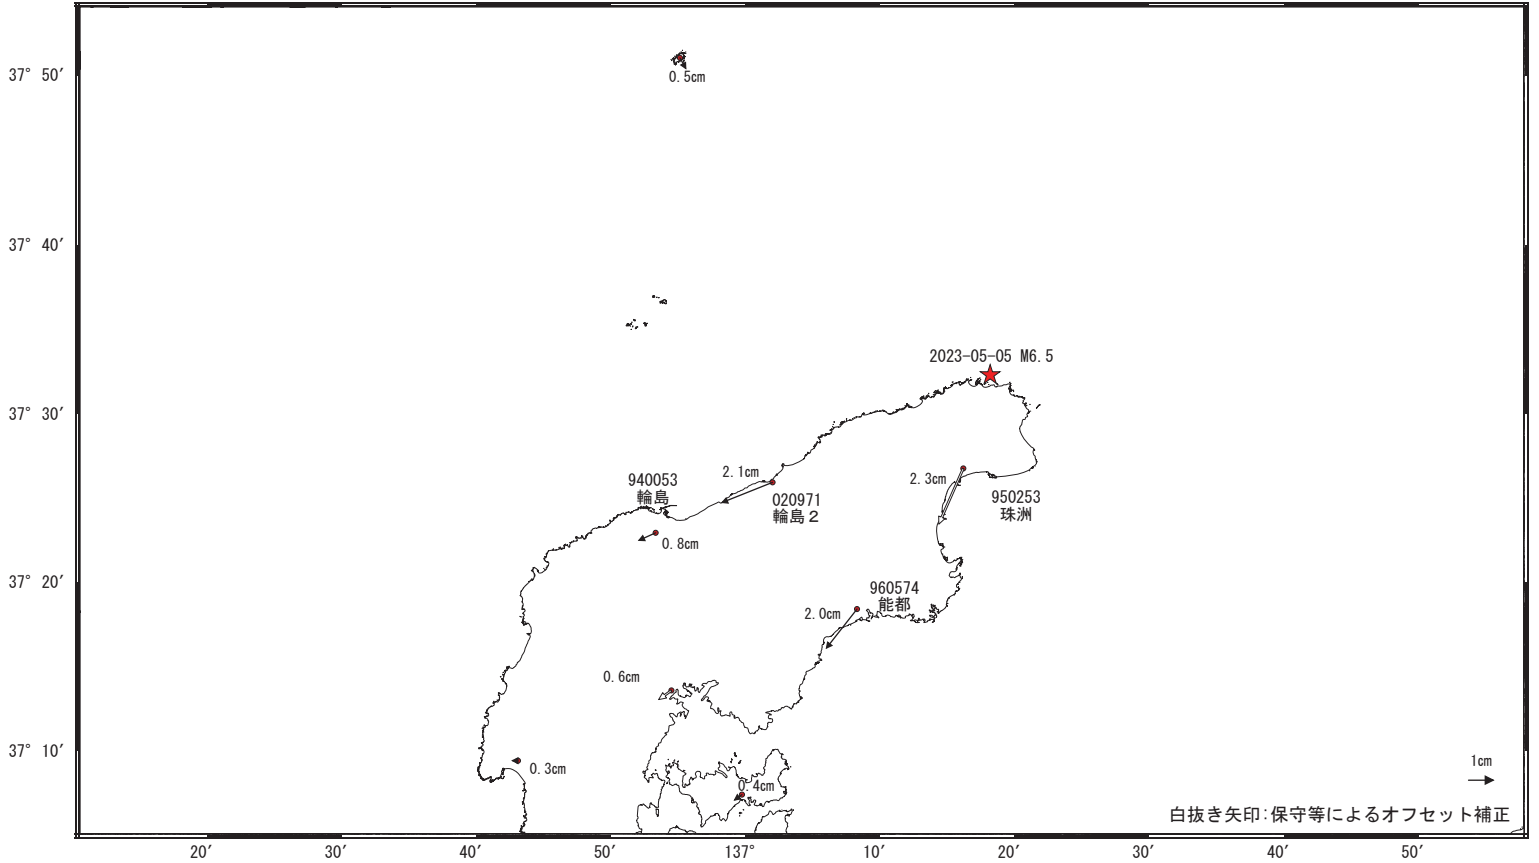 37° 50′
0.5cm
37° 40′
2023-05-05 M6.5
37° 30′
940053
輪島
2.1cm
020971
輪島２
2.3cm
950253
珠洲
0.8cm
37° 20′
960574
能都
2.0cm
0.6cm
37° 10′
0.3cm
0.4cm
1cm
白抜き矢印:保守等によるオフセット補正
20′ 30′ 40′ 50′ 137° 10′ 20′ 30′ 40′ 50′